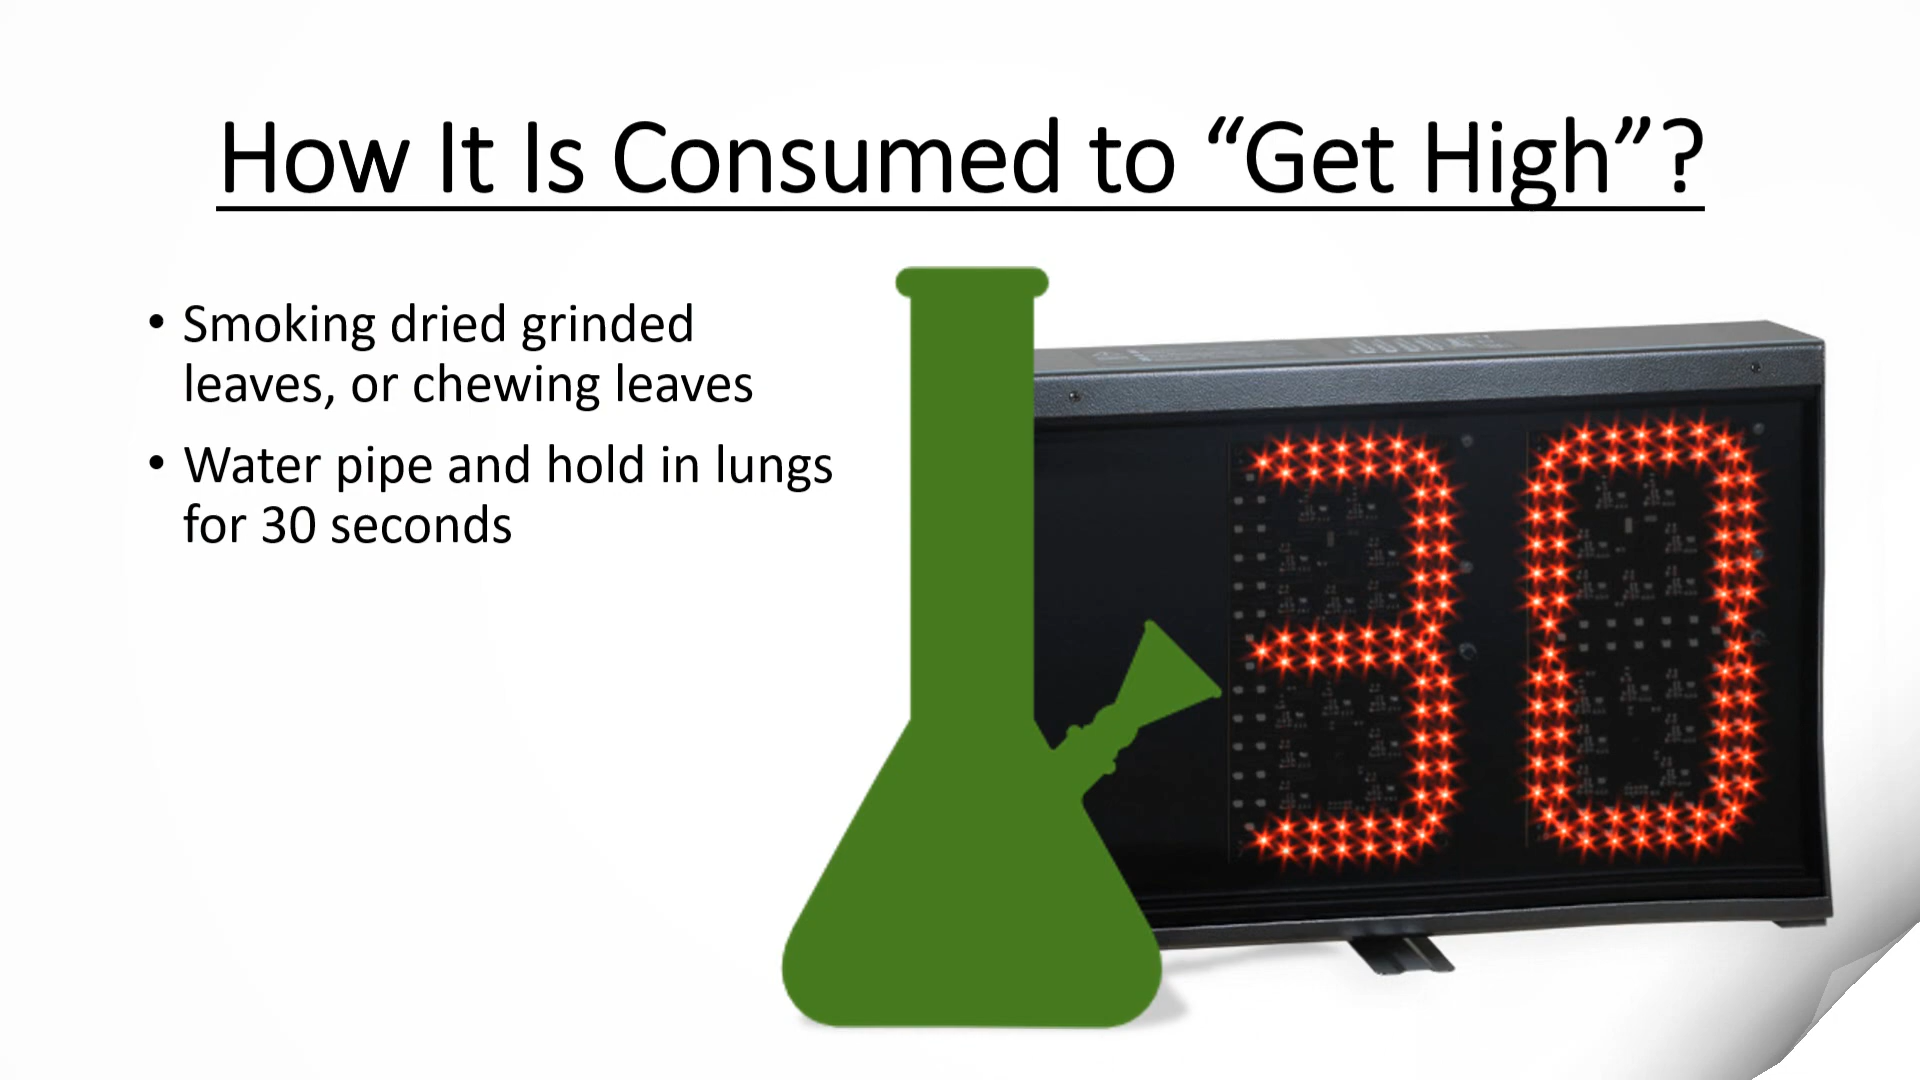 How It Is Consumed to “Get High”?
• Smoking dried grinded
leaves, or chewing leaves
• Water pipe and hold in lungs
for 30 seconds
30